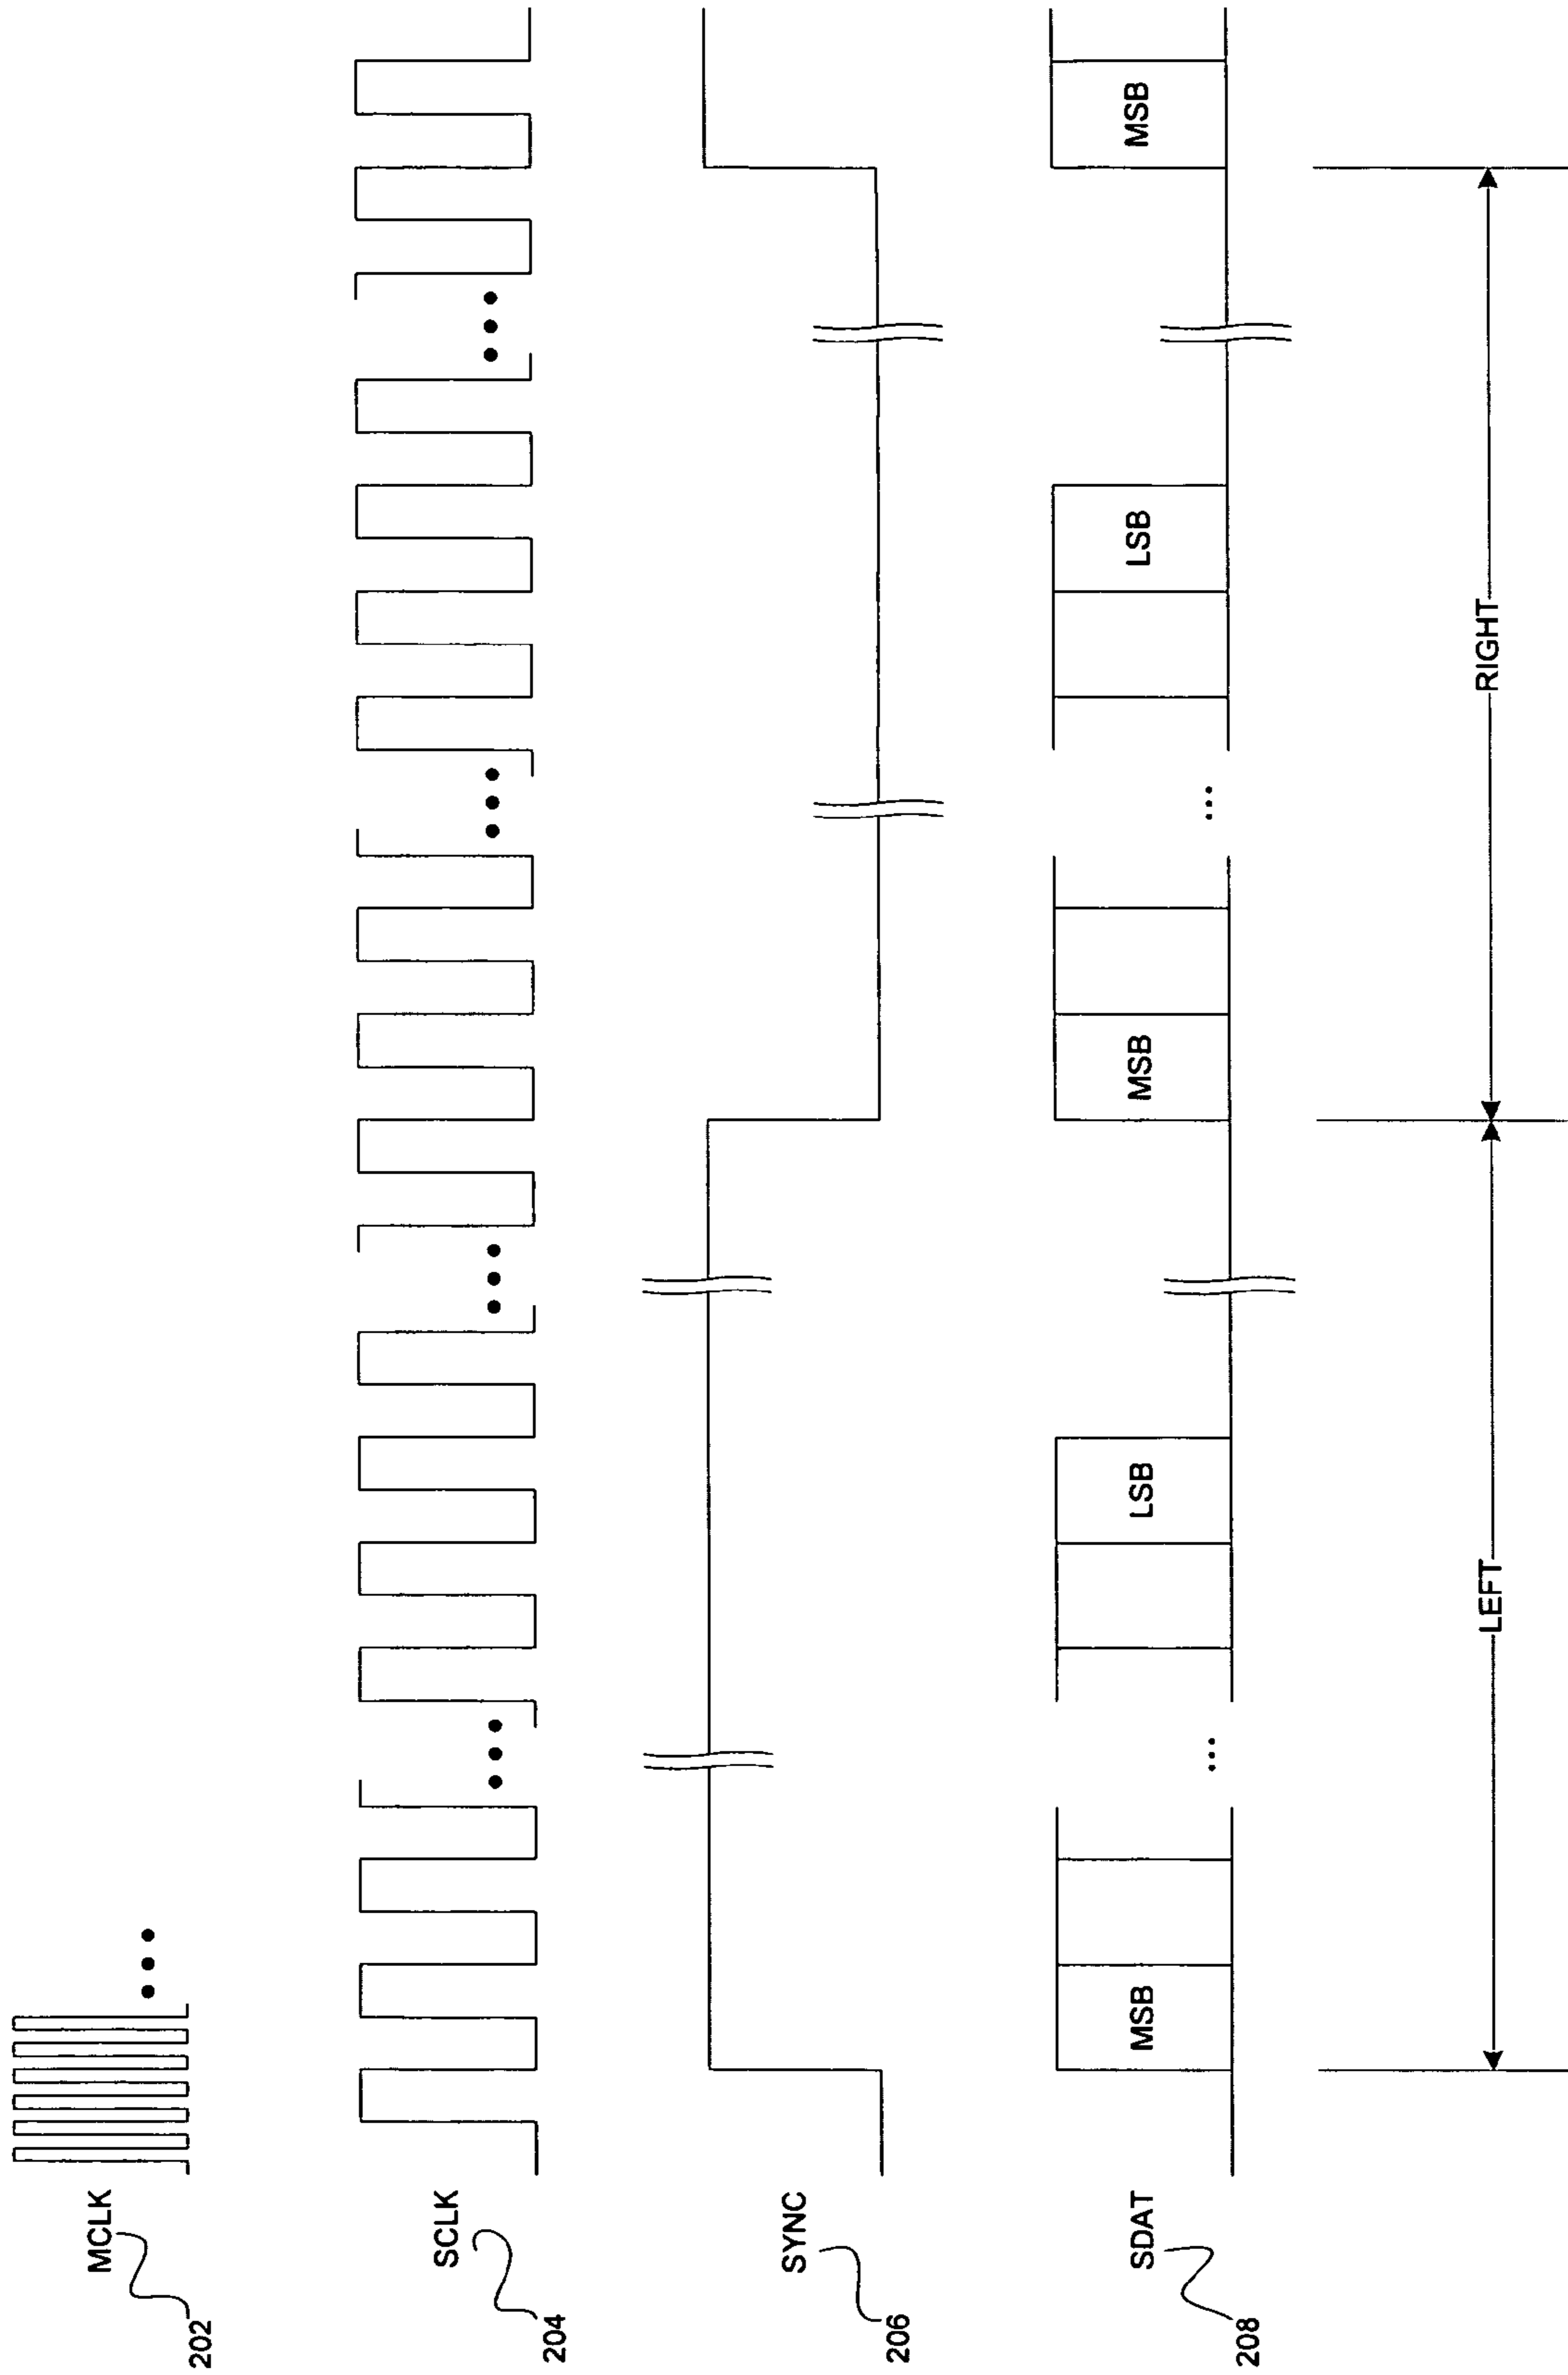 MCLK
202
SCLK
204
SYNC
206
SDAT
208
MSB
...
LSB
MSB
...
LSB
MSB
LEFT
RIGHT